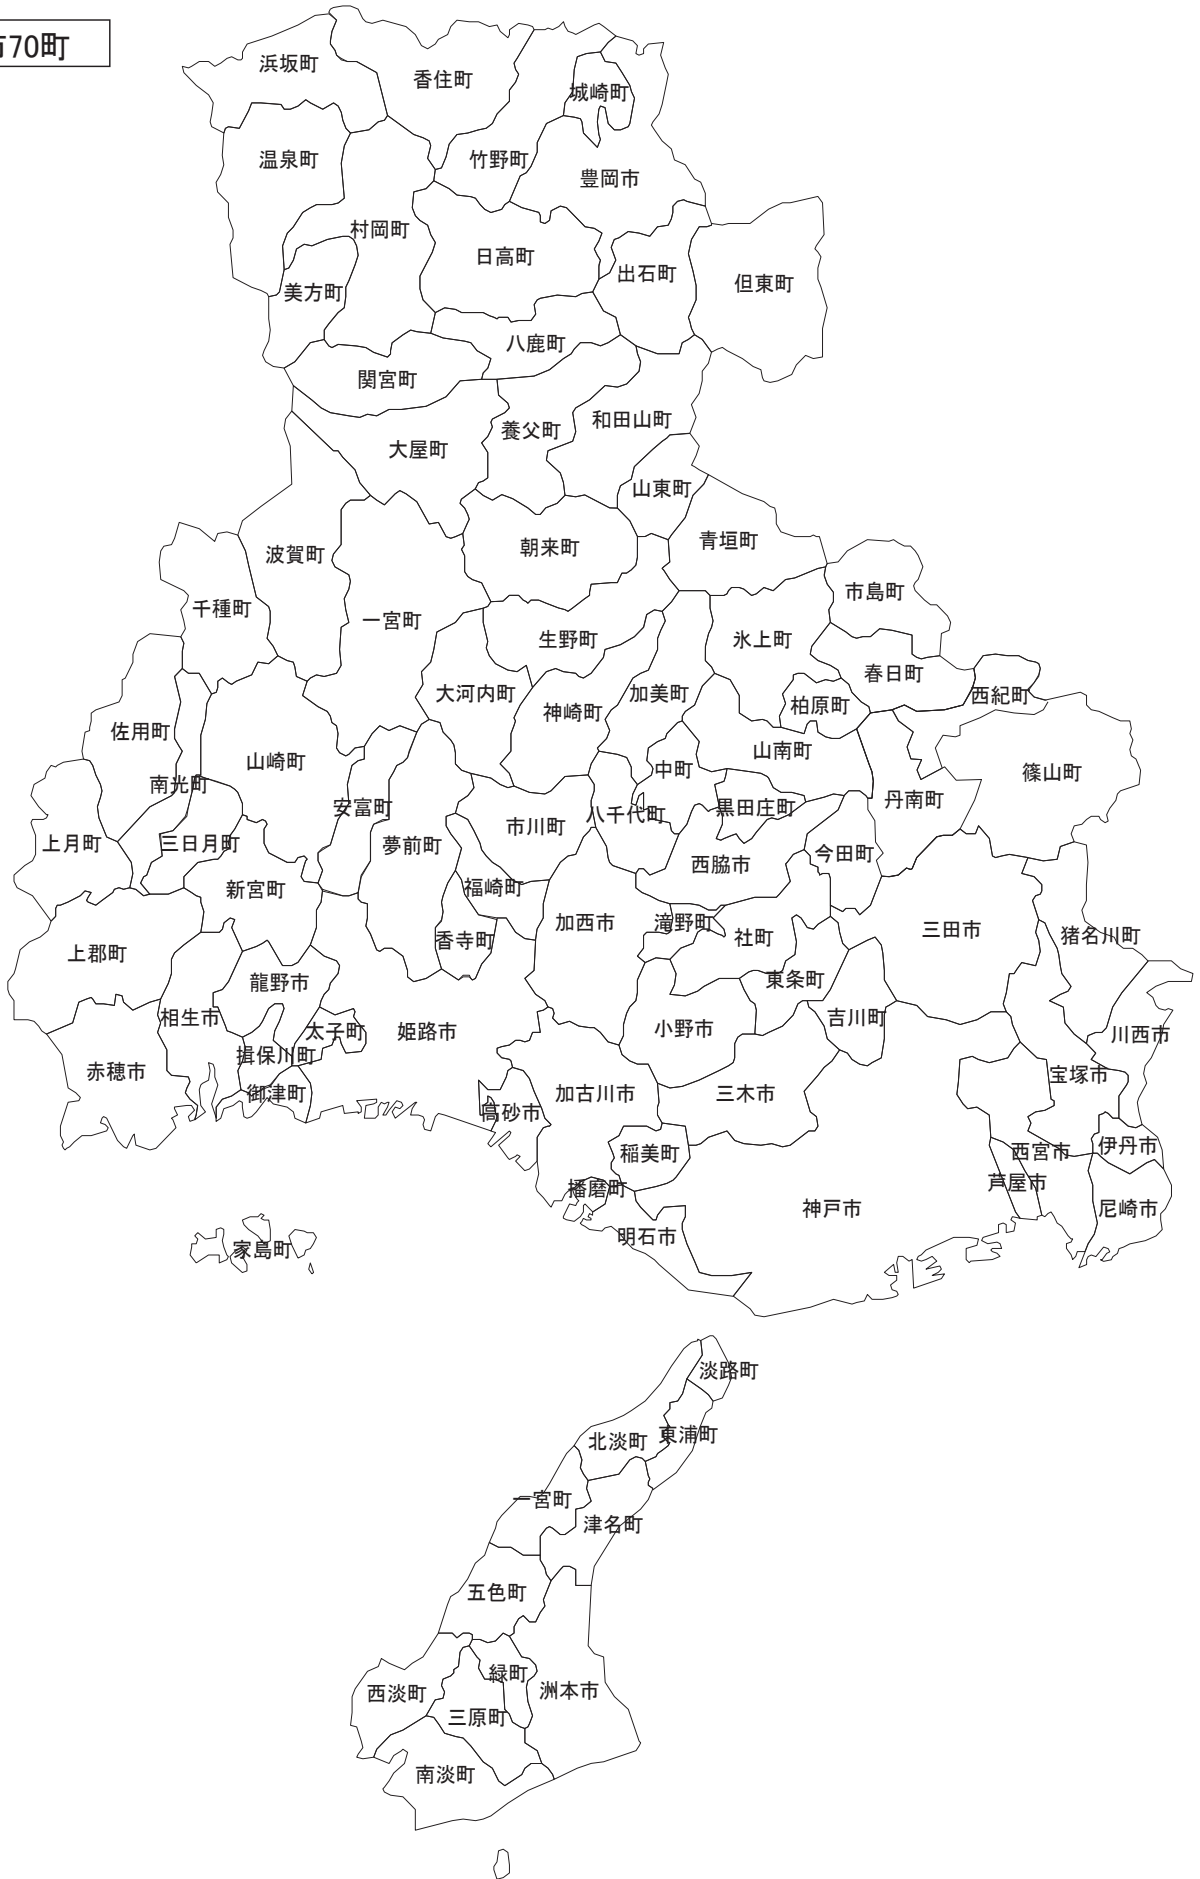 市70町
浜坂町
香住町
城崎町
温泉町
竹野町
豊岡市
村岡町
日高町
出石町
但東町
美方町
八鹿町
関宮町
養父町
和田山町
大屋町
山東町
波賀町
朝来町
青垣町
千種町
一宮町
市島町
生野町
氷上町
春日町
大河内町
加美町
西紀町
神崎町
柏原町
佐用町
山崎町
山南町
南光町
中町
篠山町
安富町
八千代町
黒田庄町
丹南町
上月町
三日月町
夢前町
市川町
今田町
新宮町
福崎町
西脇市
上郡町
香寺町
加西市
滝野町
社町
三田市
猪名川町
龍野市
東条町
相生市
太子町
姫路市
小野市
吉川町
川西市
赤穂市
揖保川町
御津町
高砂市
加古川市
三木市
宝塚市
稲美町
西宮市
伊丹市
播磨町
芦屋市
神戸市
尼崎市
家島町
明石市
淡路町
北淡町
東浦町
一宮町
津名町
五色町
緑町
西淡町
三原町
洲本市
南淡町